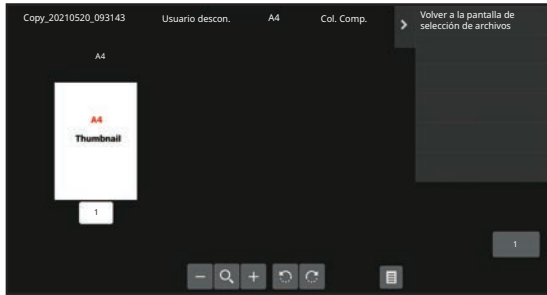 Copy_20210520_093143 Usuario descon. A4 Col. Comp.
Volver a la pantalla de
selección de archivos
A4
A4
Thumbnail
1
1